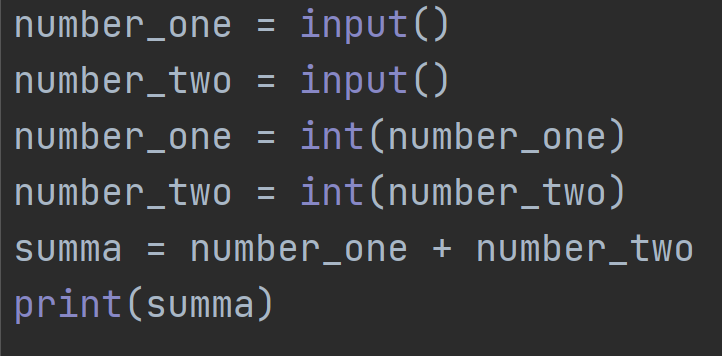 number_one = input()
number_two = input()
number_one = int(number_one)
number_two = int(number_two)
summa = number_one + number_two
print(summa)